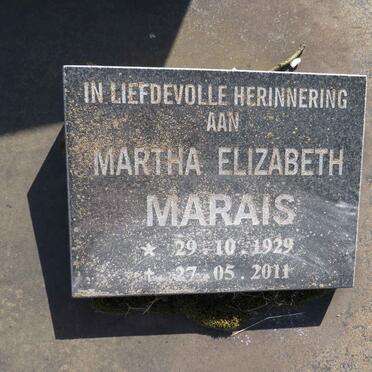 IN LIEFDEVOLLE HERINNERING
AAN
MARTHA ELIZABETH
MARAIS
★ 29 . 10 . 1929
† 27 . 05 . 2011